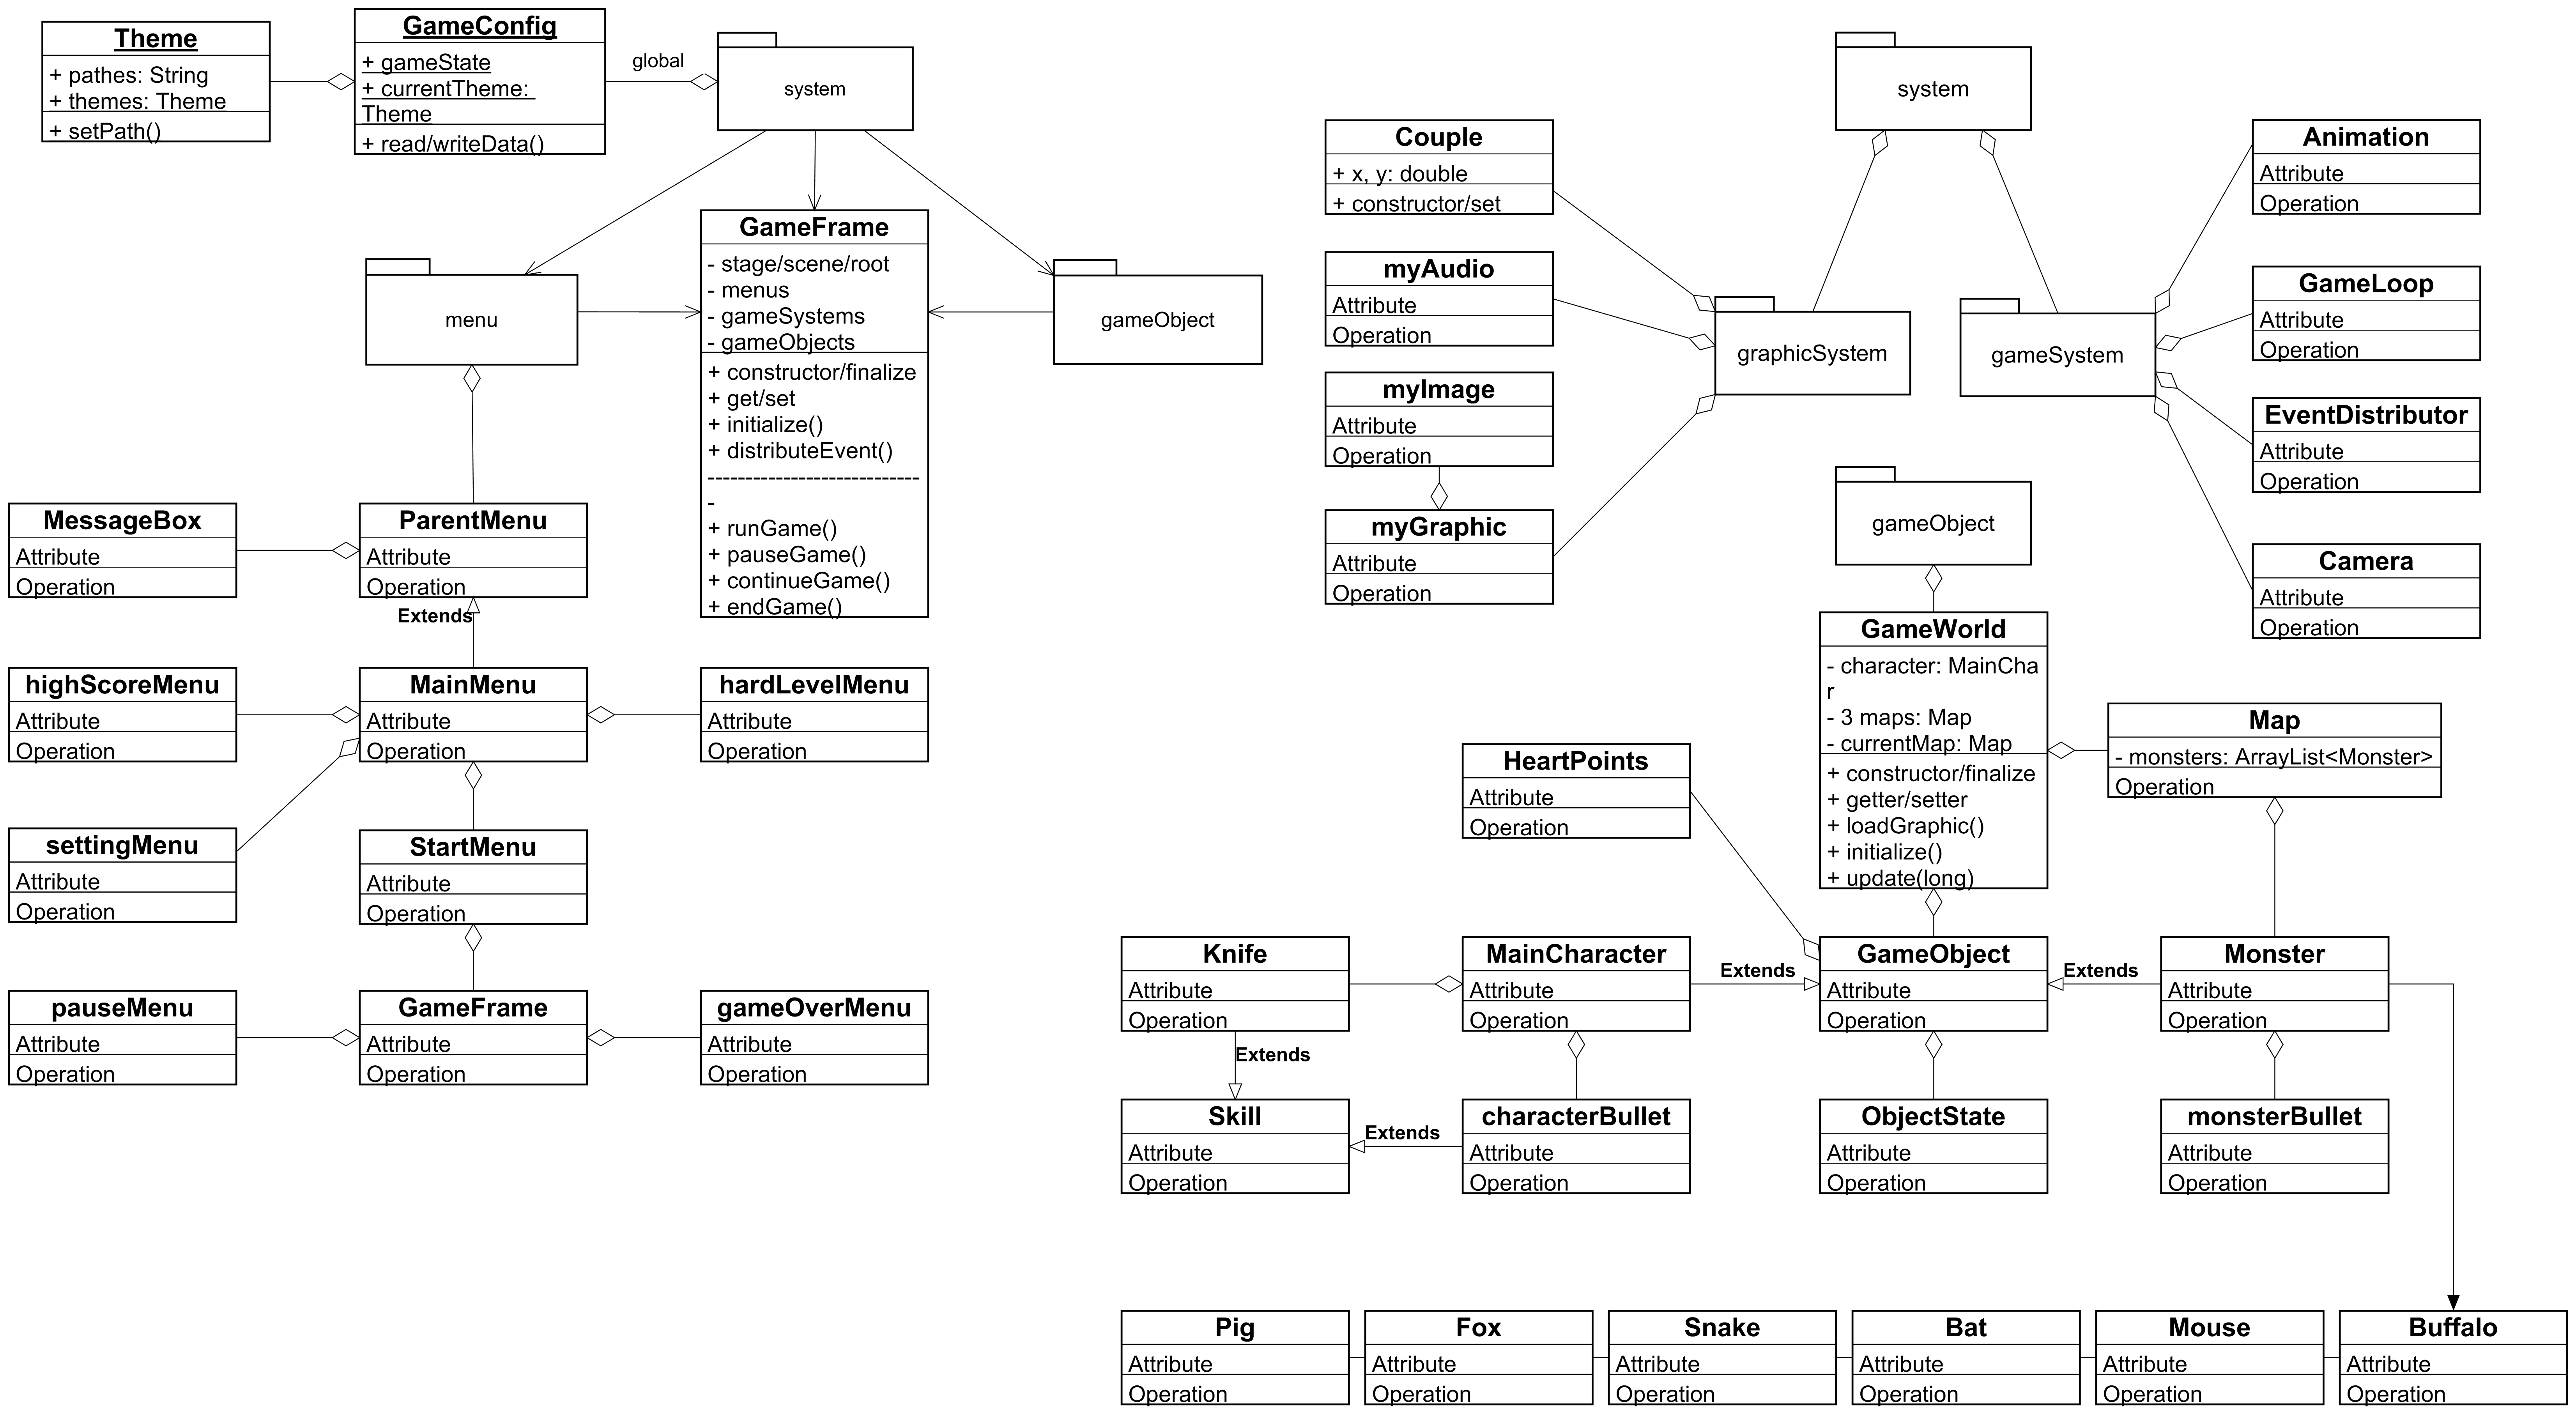 Theme
+ pathes: String
+ themes: Theme
+ setPath()
GameConfig
+ gameState
+ currentTheme:
Theme
+ read/writeData()
global
system
menu
GameFrame
- stage/scene/root
- menus
- gameSystems
- gameObjects
+ constructor/finalize
+ get/set
+ initialize()
+ distributeEvent()
----------------------------
-
+ runGame()
+ pauseGame()
+ continueGame()
+ endGame()
gameObject
MessageBox
Attribute
Operation
ParentMenu
Attribute
Operation
Extends
highScoreMenu
Attribute
Operation
MainMenu
Attribute
Operation
hardLevelMenu
Attribute
Operation
settingMenu
Attribute
Operation
StartMenu
Attribute
Operation
pauseMenu
Attribute
Operation
GameFrame
Attribute
Operation
gameOverMenu
Attribute
Operation
system
Couple
+ x, y: double
+ constructor/set
myAudio
Attribute
Operation
myImage
Attribute
Operation
myGraphic
Attribute
Operation
graphicSystem
gameSystem
Animation
Attribute
Operation
GameLoop
Attribute
Operation
EventDistributor
Attribute
Operation
Camera
Attribute
Operation
gameObject
GameWorld
- character: MainCha
r
- 3 maps: Map
- currentMap: Map
+ constructor/finalize
+ getter/setter
+ loadGraphic()
+ initialize()
+ update(long)
Map
- monsters: ArrayList<Monster>
Operation
HeartPoints
Attribute
Operation
Knife
Attribute
Operation
MainCharacter
Attribute
Operation
Extends
GameObject
Attribute
Operation
Extends
Monster
Attribute
Operation
Extends
Skill
Attribute
Operation
Extends
characterBullet
Attribute
Operation
ObjectState
Attribute
Operation
monsterBullet
Attribute
Operation
Pig
Attribute
Operation
Fox
Attribute
Operation
Snake
Attribute
Operation
Bat
Attribute
Operation
Mouse
Attribute
Operation
Buffalo
Attribute
Operation